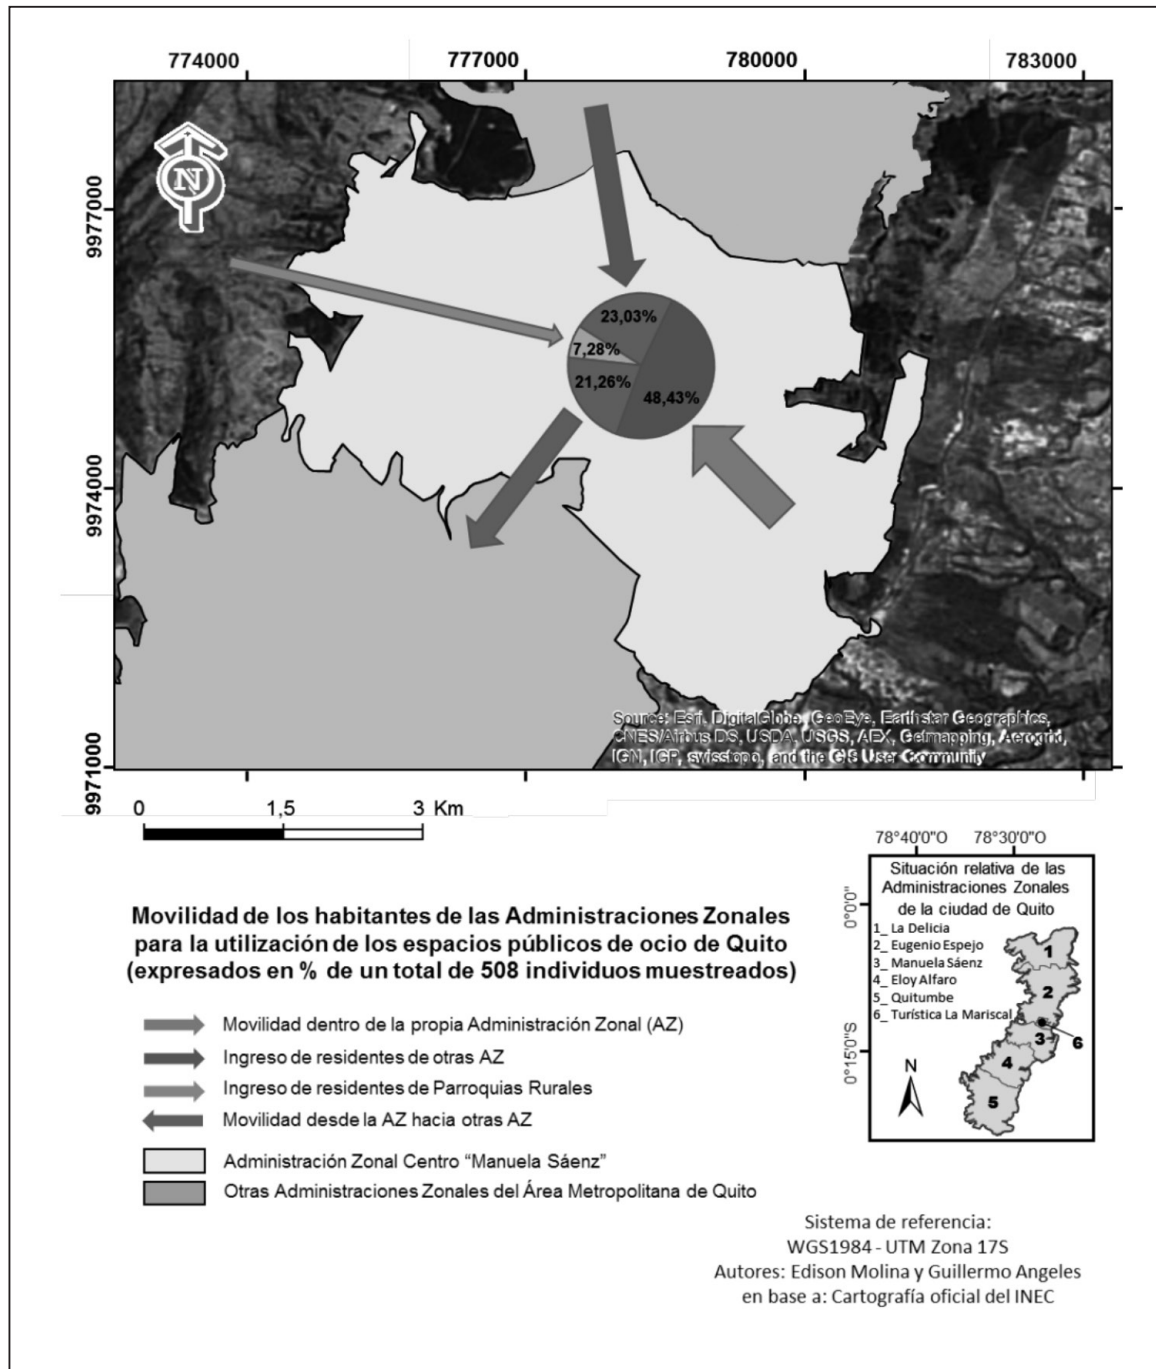 774000
777000
780000
783000
9977000
9974000
9971000
N
23,03%
7,28%
21,26%
48,43%
Source: Esri, DigitalGlobe, GeoEye, Earthstar Geographics,
CNES/Airbus DS, USDA, USGS, AEX, Getmapping, Aerogrid,
IGN, IGP, swisstopo, and the GIS User Community
0
1,5
3 Km
Movilidad de los habitantes de las Administraciones Zonales
para la utilización de los espacios públicos de ocio de Quito
(expresados en % de un total de 508 individuos muestreados)
Movilidad dentro de la propia Administración Zonal (AZ)
Ingreso de residentes de otras AZ
Ingreso de residentes de Parroquias Rurales
Movilidad desde la AZ hacia otras AZ
Administración Zonal Centro “Manuela Sáenz”
Otras Administraciones Zonales del Área Metropolitana de Quito
78°40'0"O
78°30'0"O
0°0'0"
0°15'0"S
Situación relativa de las
Administraciones Zonales
de la ciudad de Quito
1_ La Delicia
2_ Eugenio Espejo
3_ Manuela Sáenz
4_ Eloy Alfaro
5_ Quitumbe
6_ Turística La Mariscal
1
2
3
6
4
5
N
Sistema de referencia:
WGS1984 - UTM Zona 17S
Autores: Edison Molina y Guillermo Angeles
en base a: Cartografía oficial del INEC